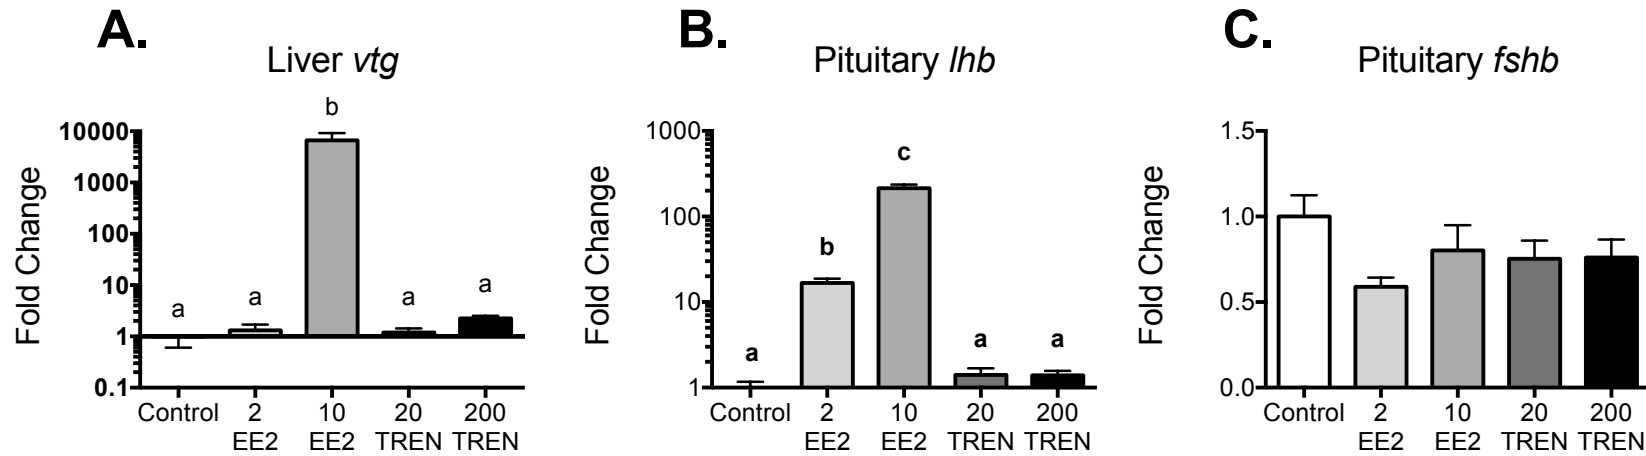 A.
Liver vtg
Fold Change
10000
1000
100
10
1
0.1
a
a
b
a
a
Control
2
EE2
10
EE2
20
TREN
200
TREN
B.
Pituitary lhb
Fold Change
1000
100
10
1
a
b
c
a
a
Control
2
EE2
10
EE2
20
TREN
200
TREN
C.
Pituitary fshb
Fold Change
1.5
1.0
0.5
0.0
Control
2
EE2
10
EE2
20
TREN
200
TREN